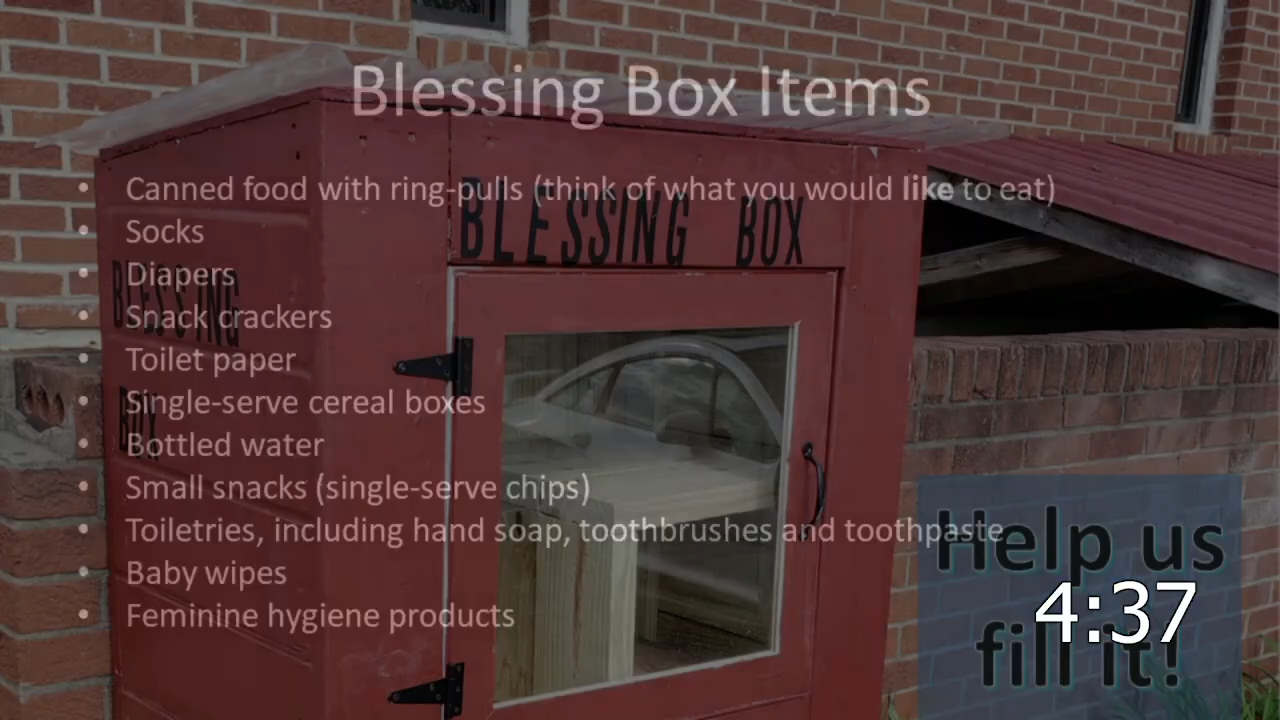 Blessing Box Items
• Canned food with ring-pulls (think of what you would like to eat)
• Socks
• Diapers
• Snack crackers
• Toilet paper
• Single-serve cereal boxes
• Bottled water
• Small snacks (single-serve chips)
• Toiletries, including hand soap, toothbrushes and toothpaste
• Baby wipes
• Feminine hygiene products
BLESSING BOX
BLESSING
BOX
Help us
4:37
fill it!